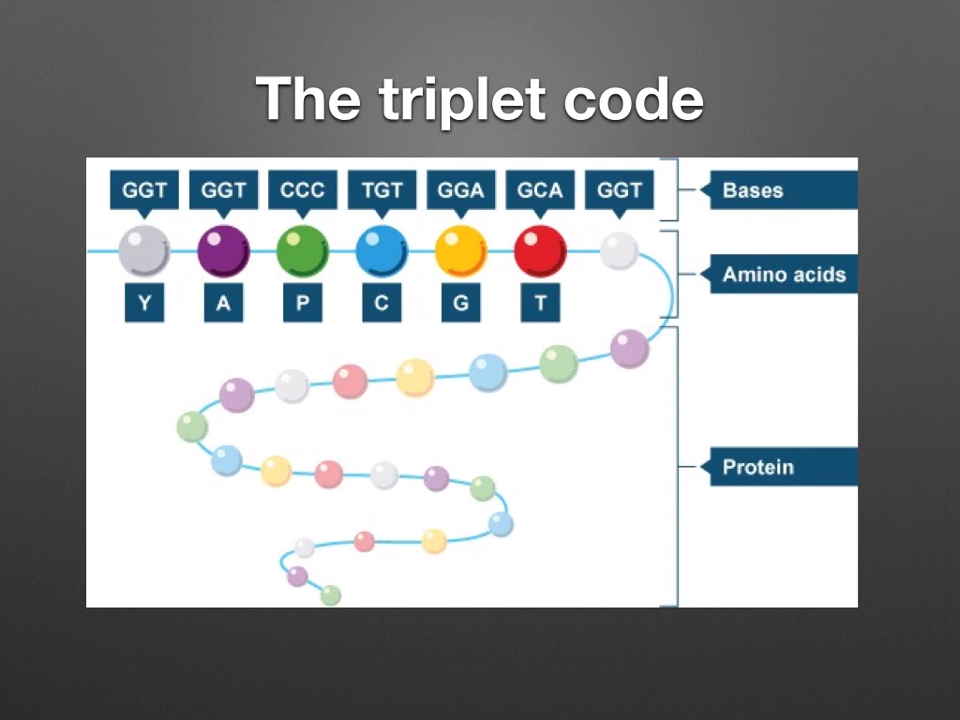 The triplet code
GGT GGT CCC TGT GGA GCA GGT
Bases
Y A P C G T
Amino acids
Protein